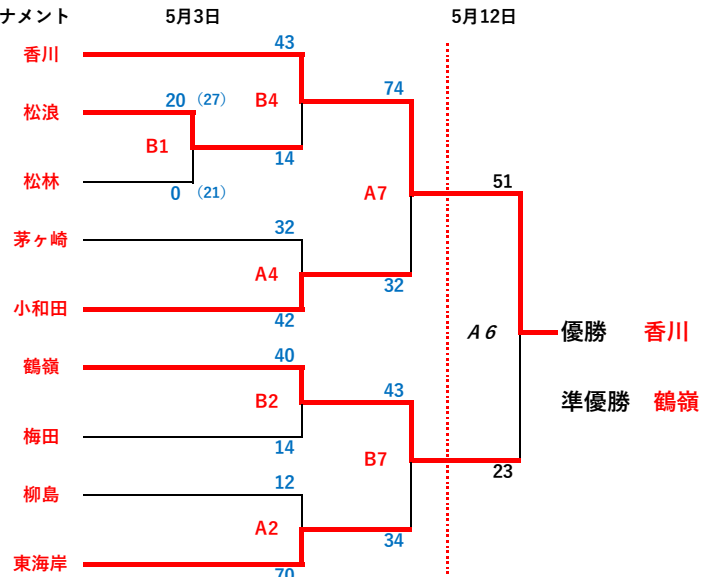 ナメント 5月3日 5月12日
43
香川
74
20 (27) B4
松浪
B1
14
51
松林
0 (21) A7
32
茅ヶ崎
A4
32
小和田
42
A6 優勝 香川
40
鶴嶺
43
B2
準優勝 鶴嶺
梅田
14
B7
23
12
柳島
A2
34
東海岸
70